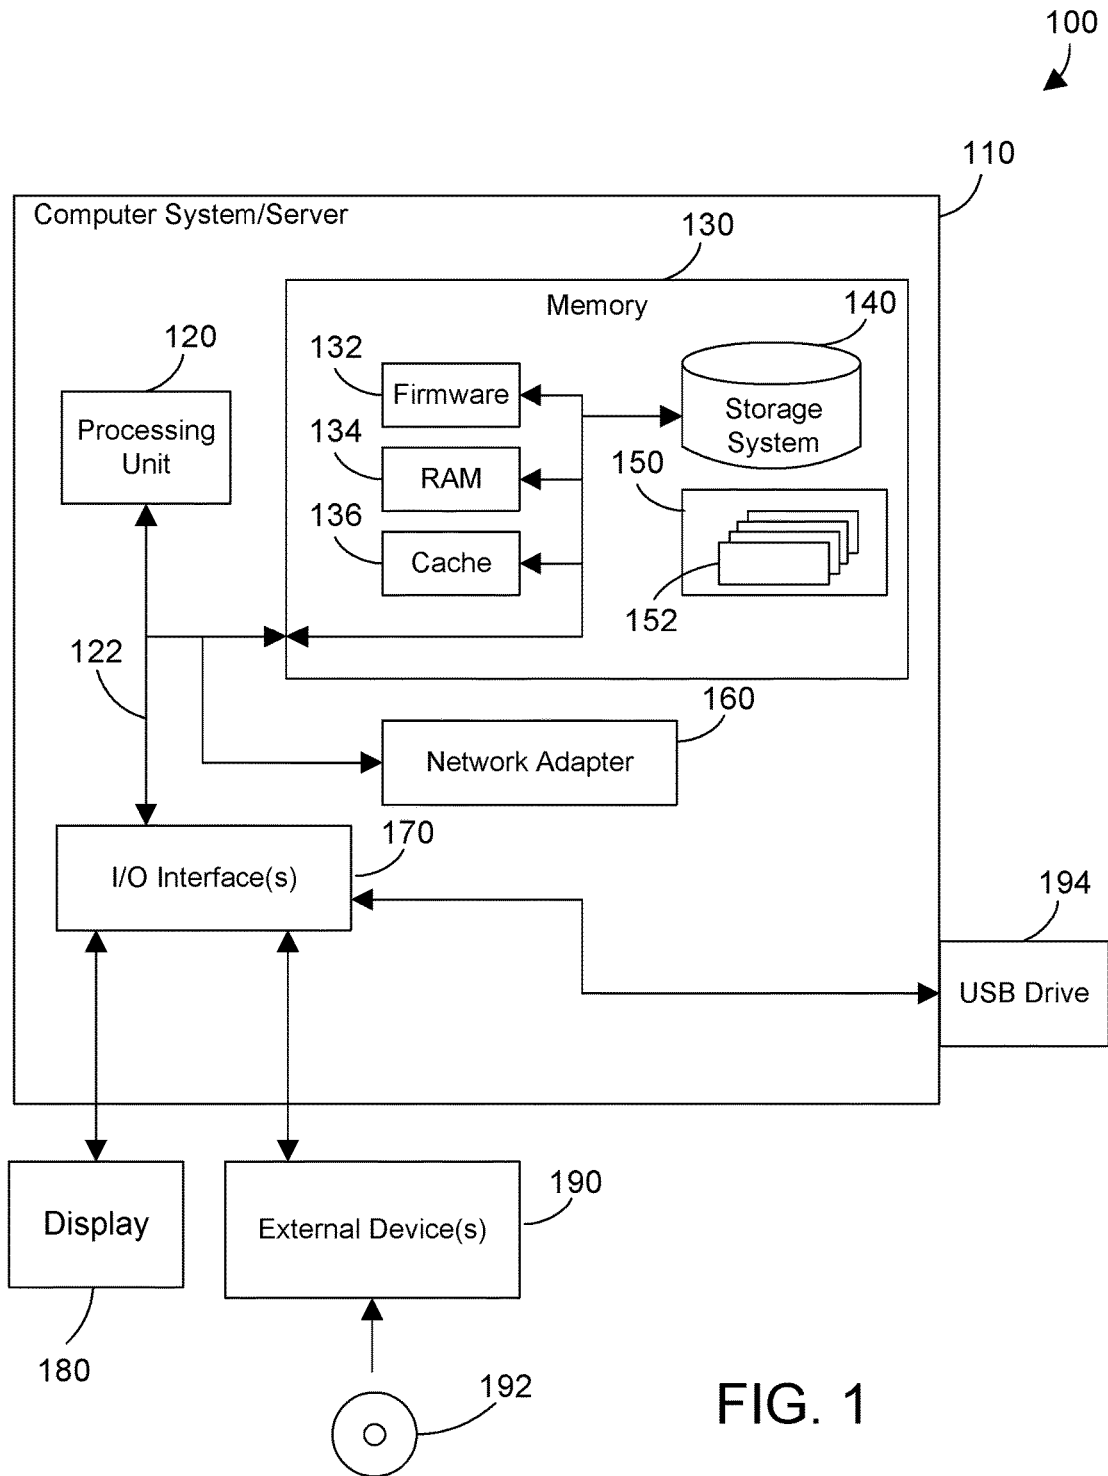 100
110
Computer System/Server
130
Memory
140
120
132
Firmware
Storage
System
Processing
Unit
134
RAM
150
136
Cache
152
122
160
Network Adapter
170
I/O Interface(s)
194
USB Drive
190
Display
External Device(s)
180
192
FIG. 1